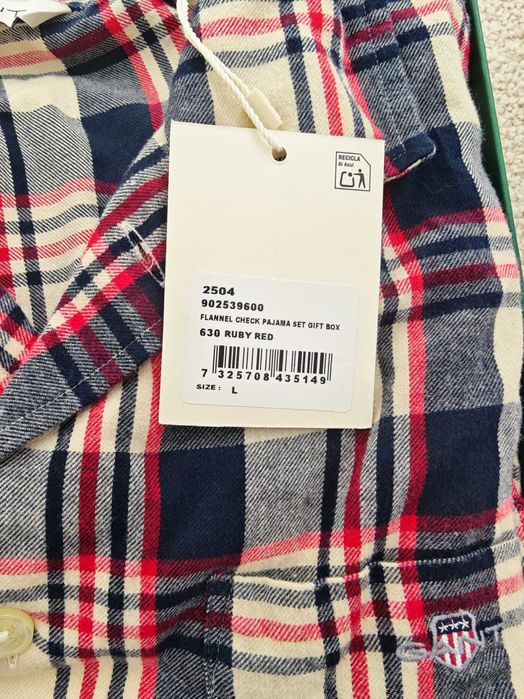 RECICLA
Al Azul
2504
902539600
FLANNEL CHECK PAJAMA SET GIFT BOX
630 RUBY RED
7 325708 435149
SIZE : L
GANT